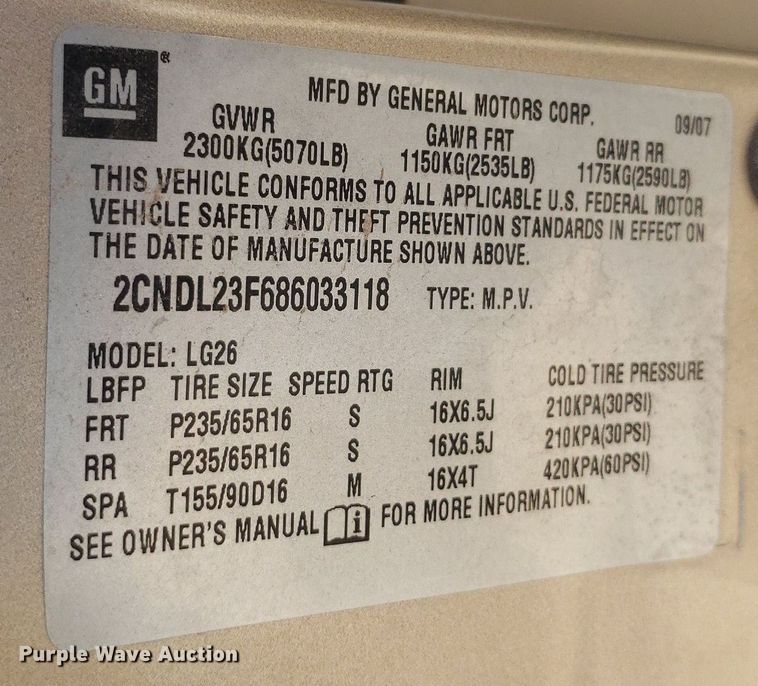 GM®
MFD BY GENERAL MOTORS CORP. 09/07
GVWR GAWR FRT GAWR RR
2300KG(5070LB) 1150KG(2535LB) 1175KG(2590LB)
THIS VEHICLE CONFORMS TO ALL APPLICABLE U.S. FEDERAL MOTOR
VEHICLE SAFETY AND THEFT PREVENTION STANDARDS IN EFFECT ON
THE DATE OF MANUFACTURE SHOWN ABOVE.
2CNDL23F686033118 TYPE: M.P.V.
MODEL: LG26
LBFP TIRE SIZE SPEED RTG RIM COLD TIRE PRESSURE
FRT P235/65R16 S 16X6.5J 210KPA(30PSI)
RR P235/65R16 S 16X6.5J 210KPA(30PSI)
SPA T155/90D16 M 16X4T 420KPA(60PSI)
SEE OWNER'S MANUAL i FOR MORE INFORMATION.
Purple Wave Auction